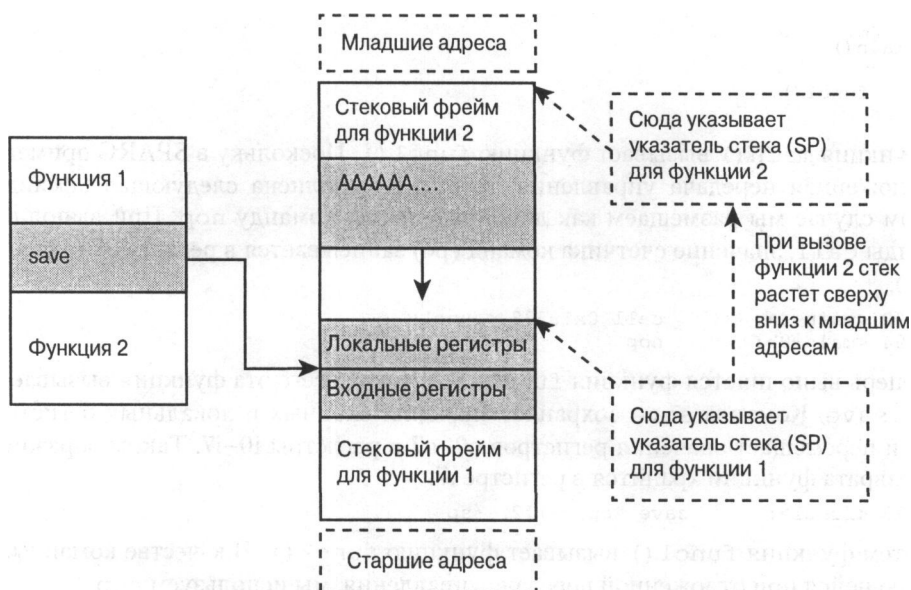 Младшие адреса
Стековый фрейм
для функции 2
АААААА....
Функция 1
save
Функция 2
Локальные регистры
Входные регистры
Стековый фрейм
для функции 1
Старшие адреса
Сюда указывает
указатель стека (SP)
для функции 2
При вызове
функции 2 стек
растет сверху
вниз к младшим
адресам
Сюда указывает
указатель стека (SP)
для функции 1